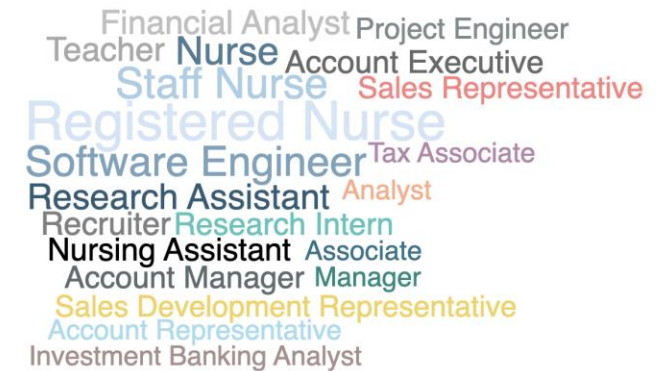 Financial Analyst Project Engineer
Teacher Nurse Account Executive
Staff Nurse Sales Representative
Registered Nurse
Software Engineer Tax Associate
Research Assistant Analyst
Recruiter Research Intern
Nursing Assistant Associate
Account Manager Manager
Sales Development Representative
Account Representative
Investment Banking Analyst